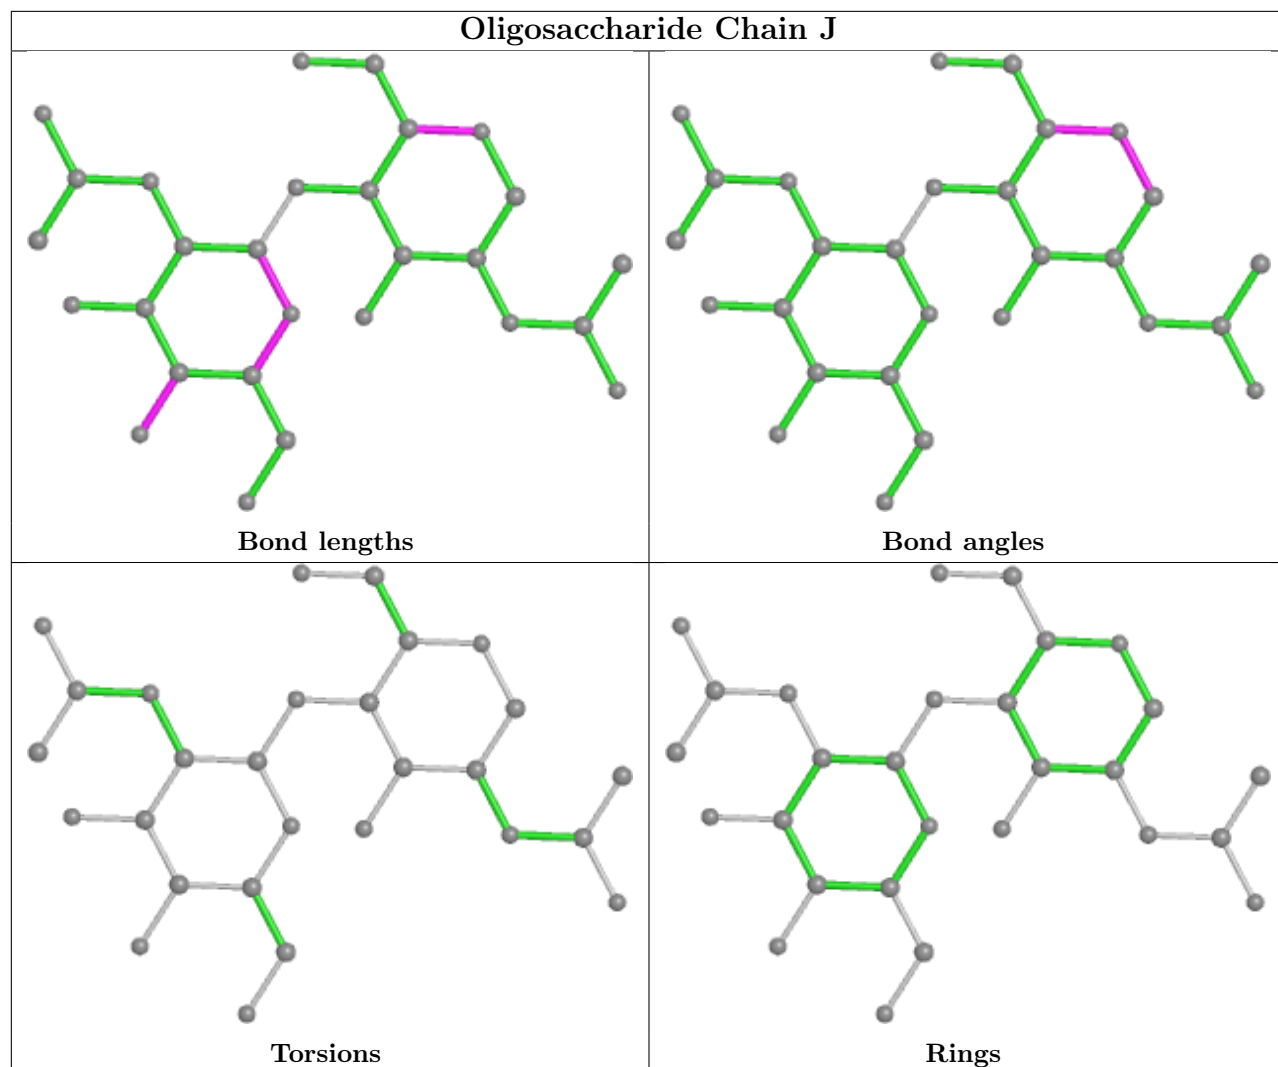 Oligosaccharide Chain J
Bond lengths
Bond angles
Torsions
Rings